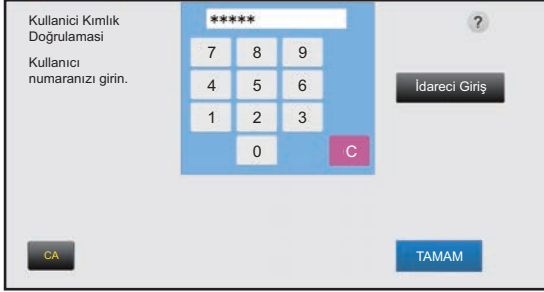 Kullanici Kımlık
Doğrulamasi
Kullanıcı
numaranızı girin.
*****
?
7 8 9
4 5 6
1 2 3
0 C
İdareci Giriş
CA
TAMAM